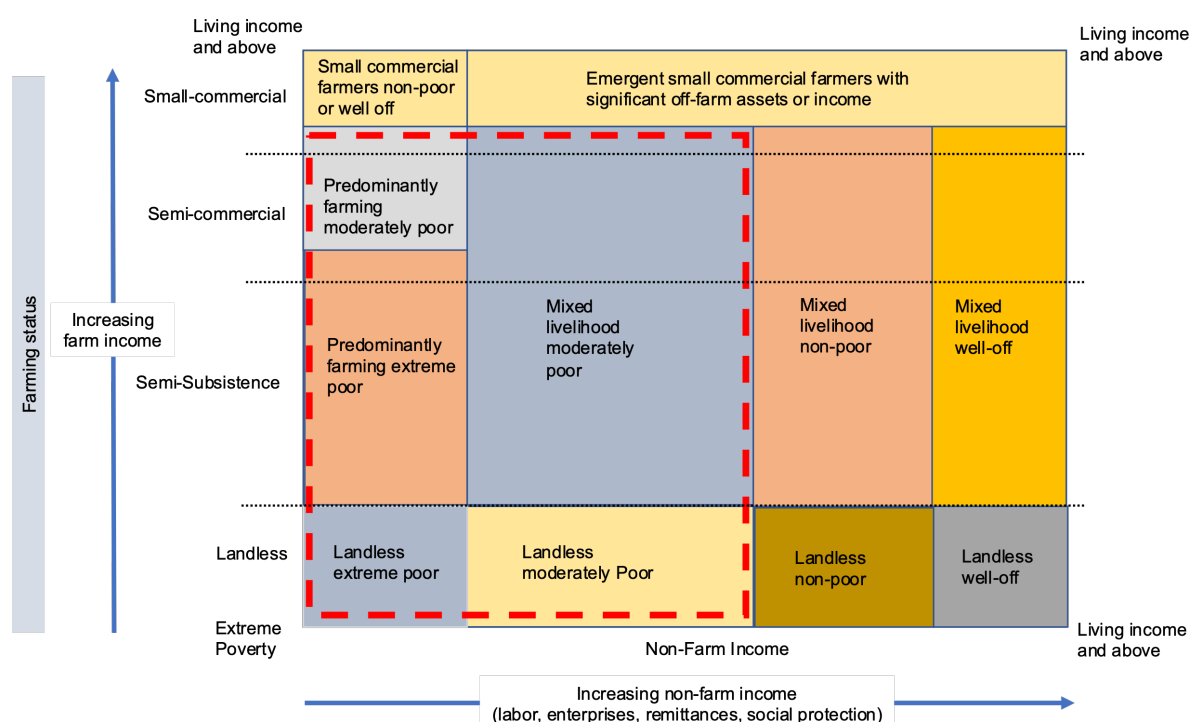 Living income
and above
Living income
and above
Small-commercial
Small commercial
farmers non-poor
or well off
Emergent small commercial farmers with
significant off-farm assets or income
Semi-commercial
Predominantly
farming
moderately poor
Farming status
Increasing
farm income
Semi-Subsistence
Predominantly
farming extreme
poor
Mixed
livelihood
moderately
poor
Mixed
livelihood
non-poor
Mixed
livelihood
well-off
Landless
Landless
extreme poor
Landless
moderately Poor
Landless
non-poor
Landless
well-off
Extreme
Poverty
Non-Farm Income
Living income
and above
Increasing non-farm income
(labor, enterprises, remittances, social protection)